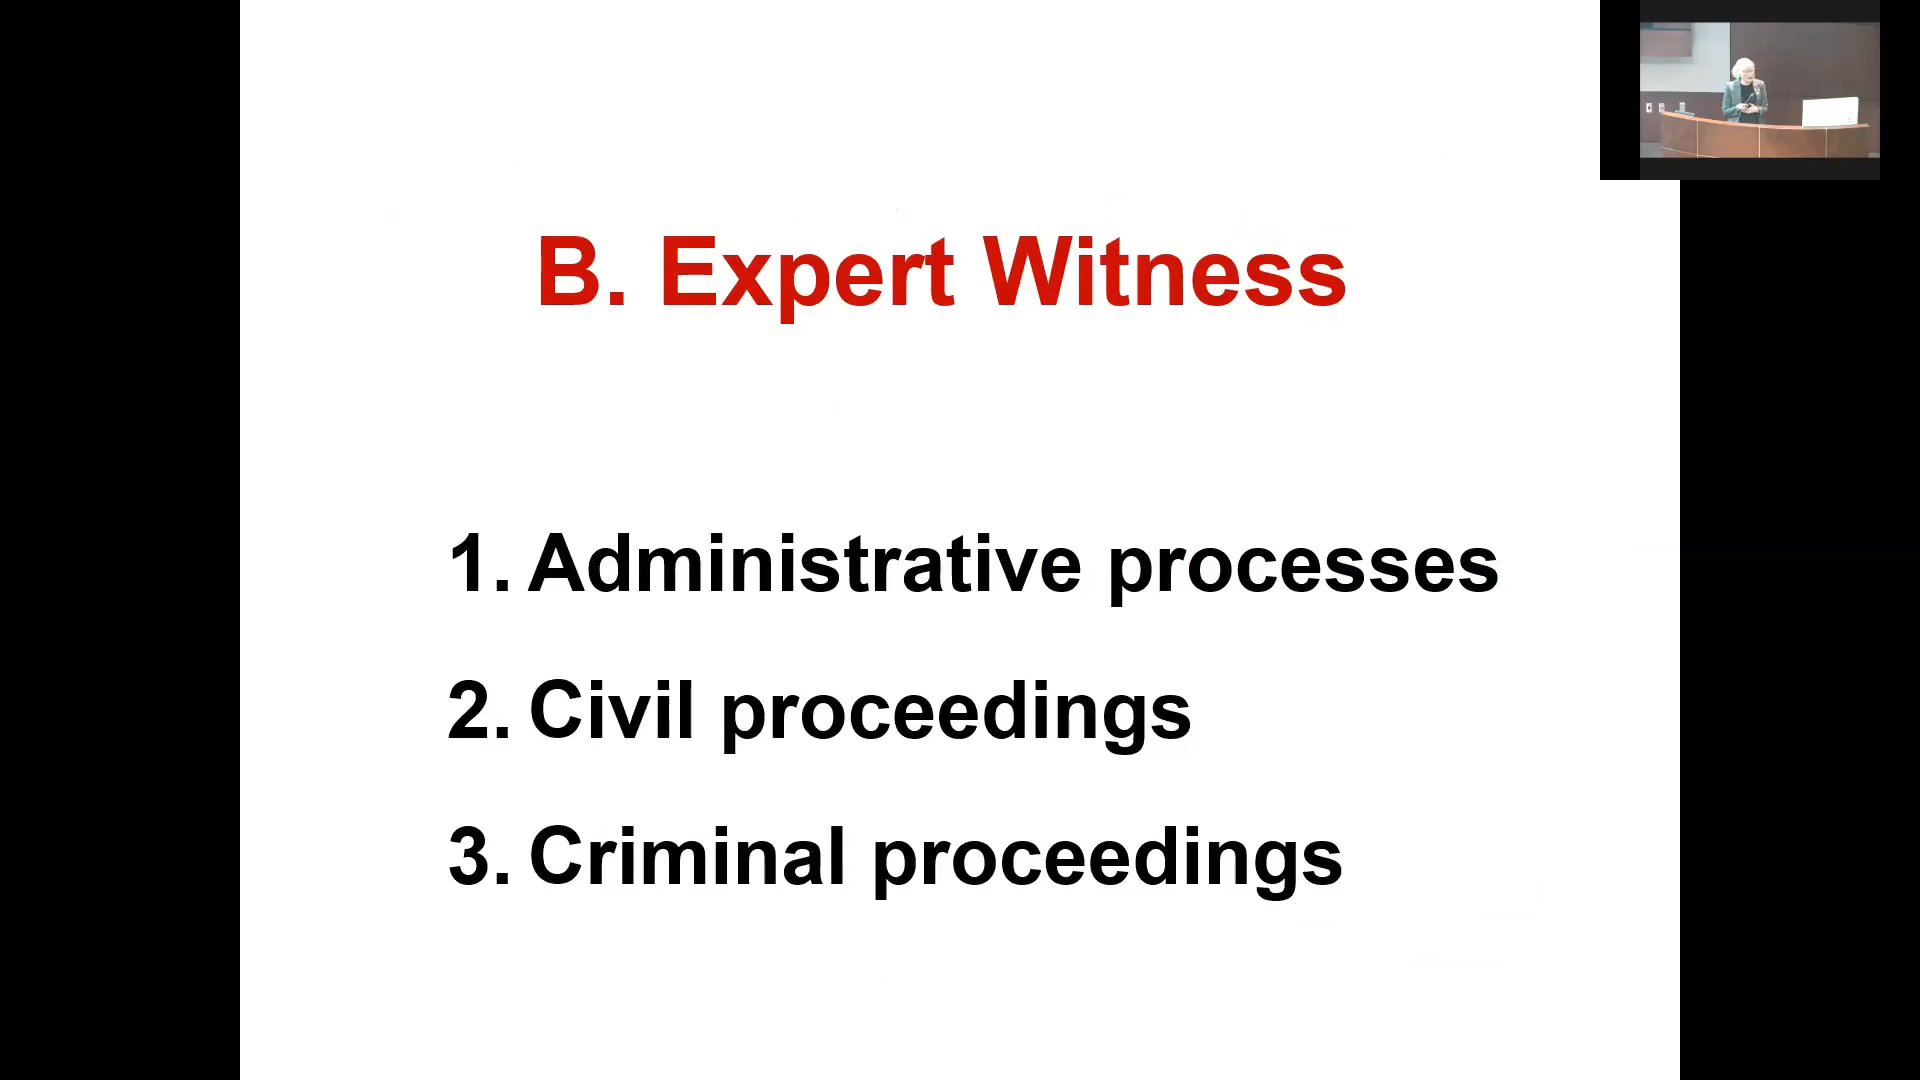 B. Expert Witness
1. Administrative processes
2. Civil proceedings
3. Criminal proceedings